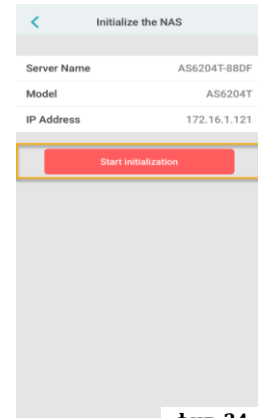 Initialize the NAS
Server Name AS6204T-88DF
Model AS6204T
IP Address 172.16.1.121
Start initialization